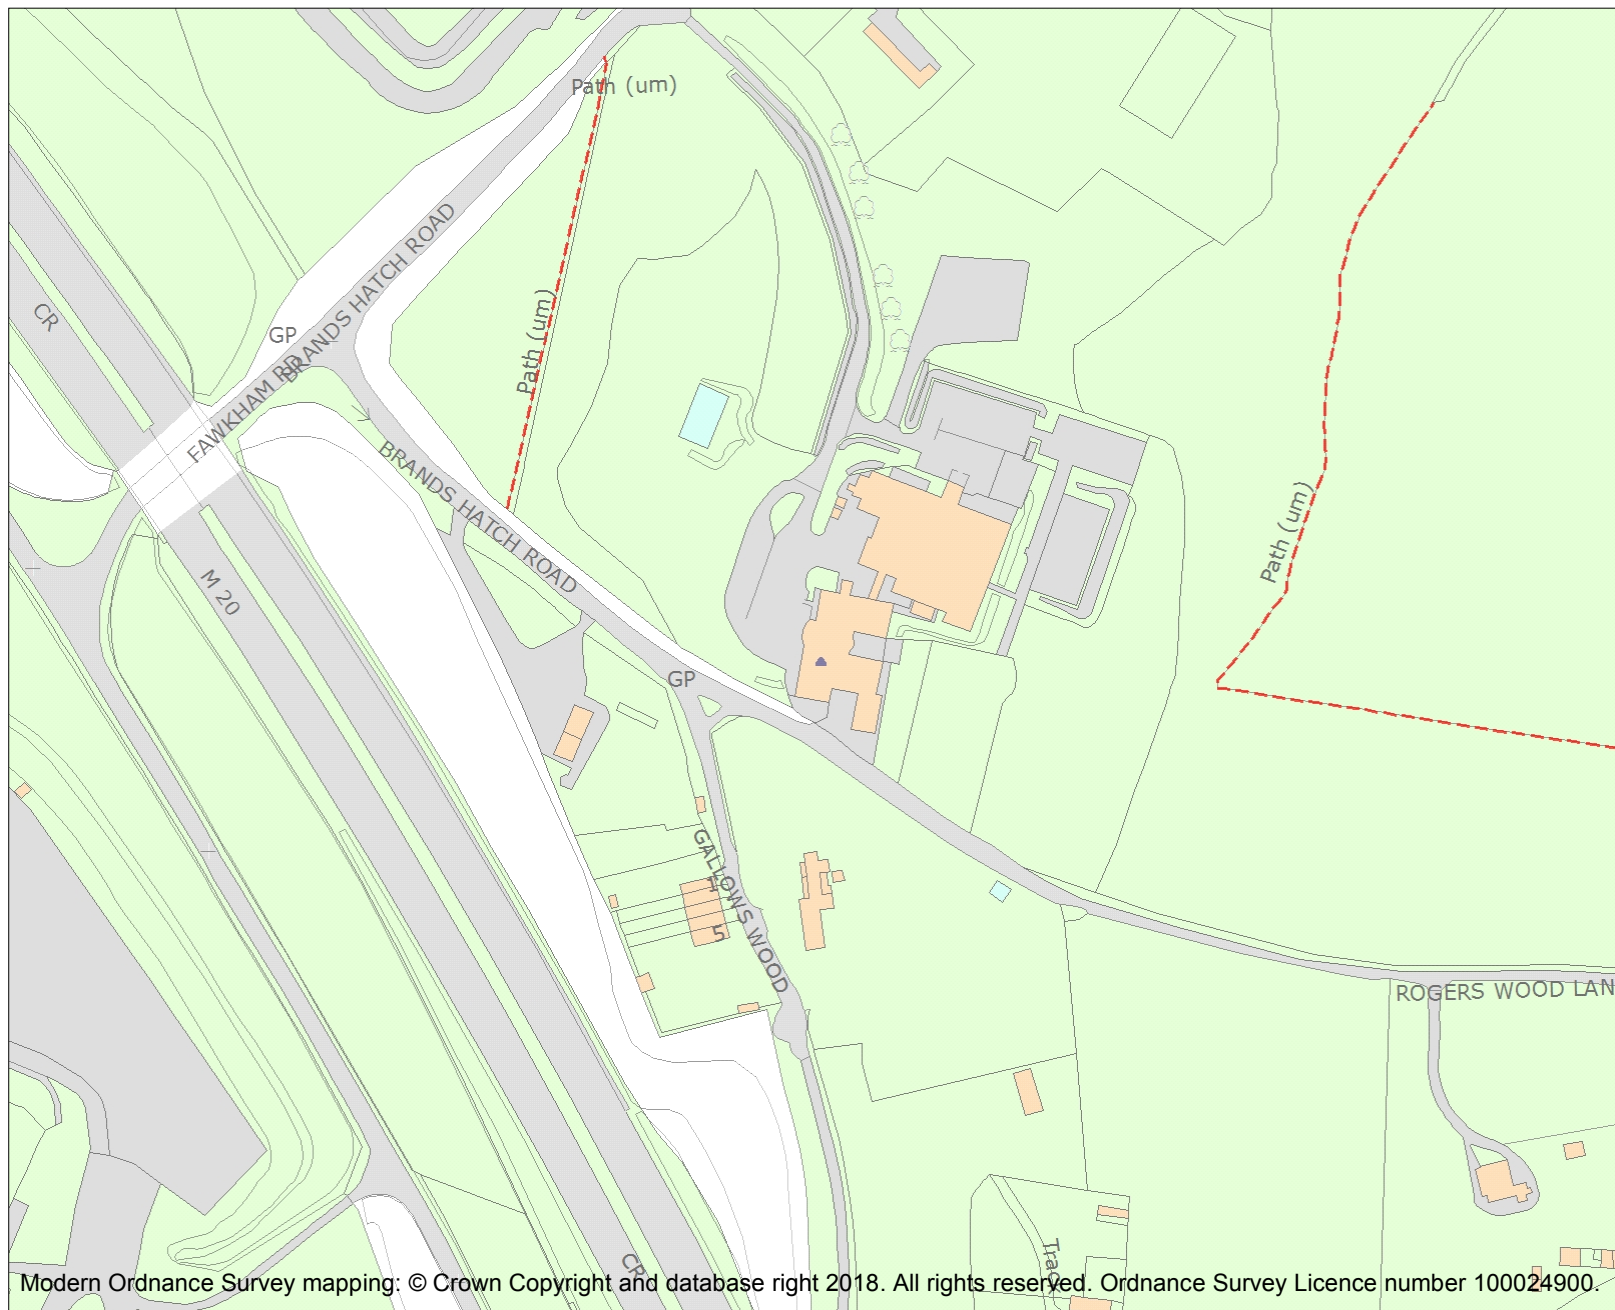 Path (um)
BRANDS HATCH ROAD
CR
GP
FAWKHAM RD
Path (um)
BRANDS HATCH ROAD
Path (um)
M 20
GP
GALLOWS WOOD
1
5
ROGERS WOOD LAN
Track
CR
Modern Ordnance Survey mapping: © Crown Copyright and database right 2018. All rights reserved. Ordnance Survey Licence number 100024900.